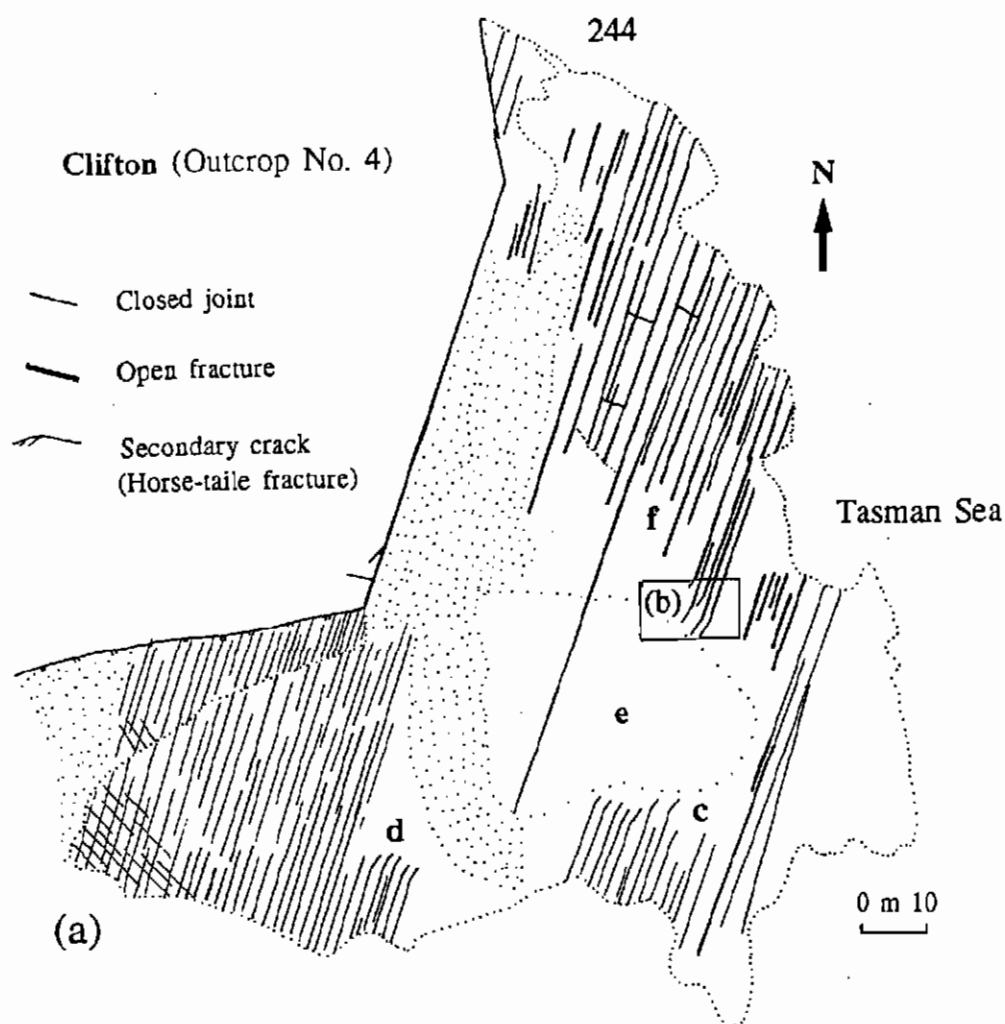 244
Clifton (Outcrop No. 4)
N
Closed joint
Open fracture
Secondary crack
(Horse-taile fracture)
f
Tasman Sea
(b)
e
c
d
0 m 10
(a)